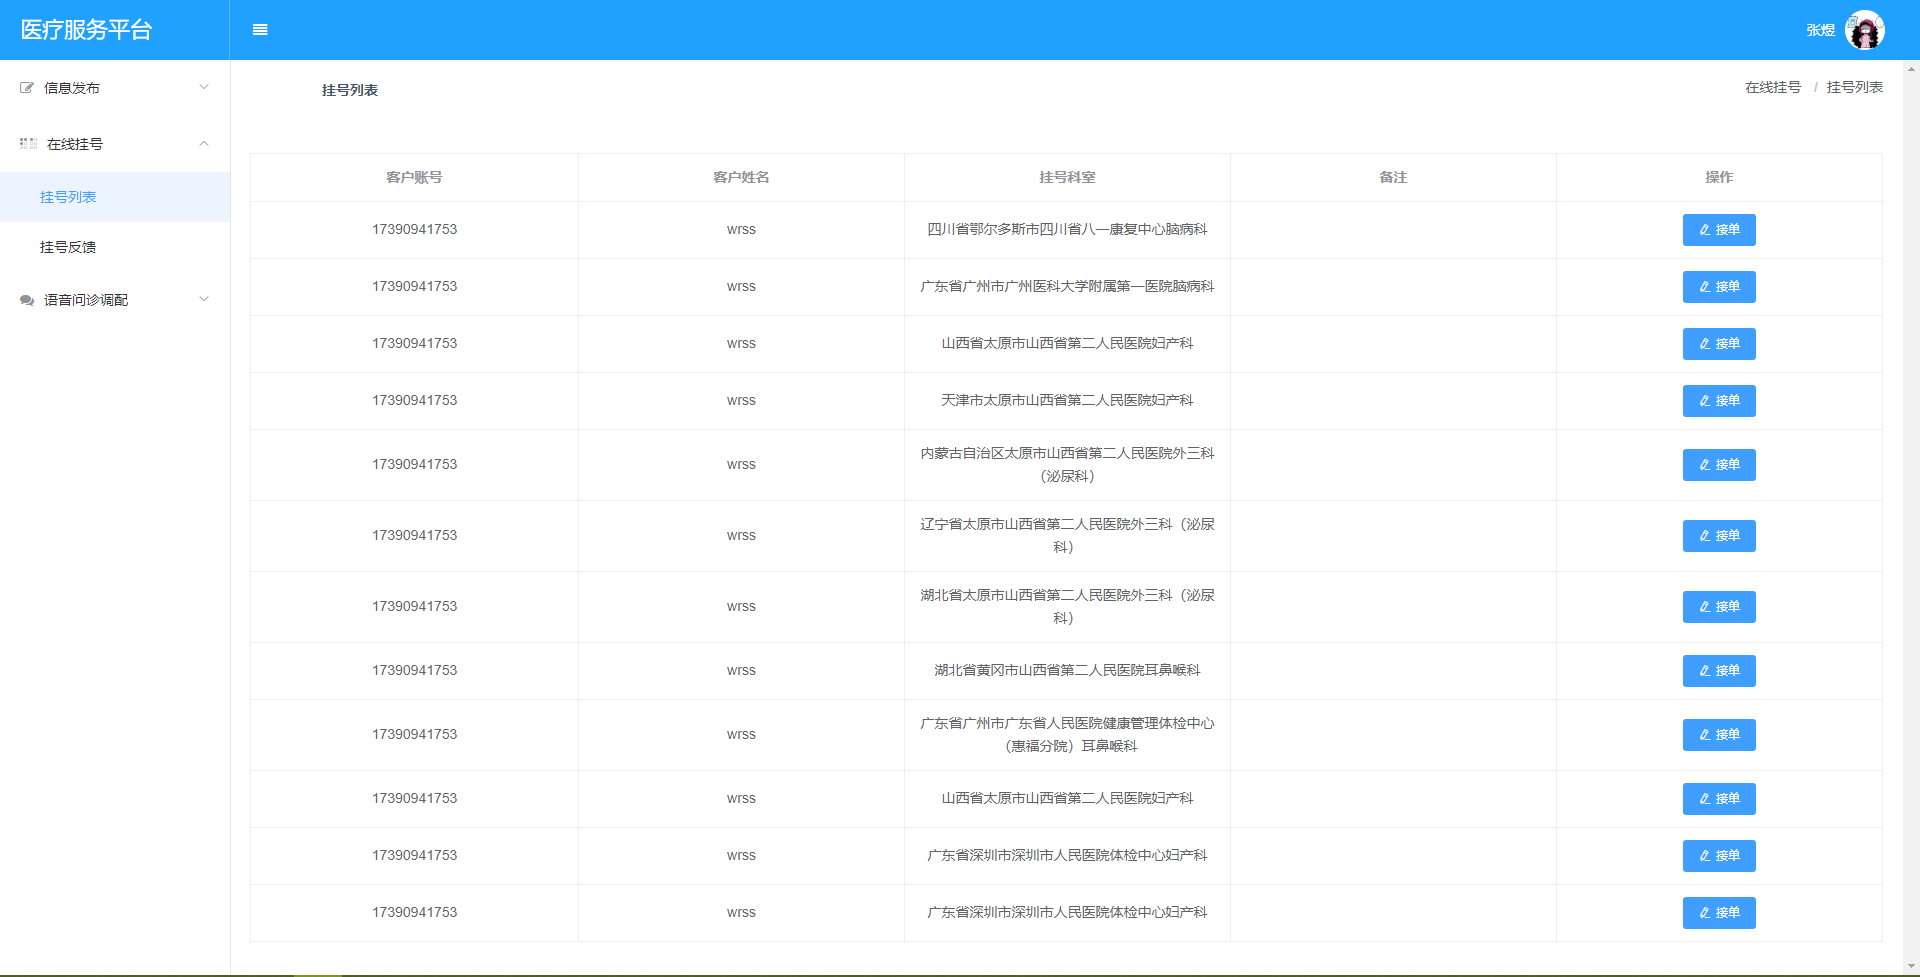 医疗服务平台
张煜
信息发布
在线挂号
挂号列表
挂号反馈
语音问诊调配
挂号列表
在线挂号 / 挂号列表
客户账号 客户姓名 挂号科室 备注 操作
17390941753 wrss 四川省鄂尔多斯市四川省八一康复中心脑病科 接单
17390941753 wrss 广东省广州市广州医科大学附属第一医院脑病科 接单
17390941753 wrss 山西省太原市山西省第二人民医院妇产科 接单
17390941753 wrss 天津市太原市山西省第二人民医院妇产科 接单
17390941753 wrss 内蒙古自治区太原市山西省第二人民医院外三科 接单
（泌尿科）
17390941753 wrss 辽宁省太原市山西省第二人民医院外三科（泌尿 接单
科）
17390941753 wrss 湖北省太原市山西省第二人民医院外三科（泌尿 接单
科）
17390941753 wrss 湖北省黄冈市山西省第二人民医院耳鼻喉科 接单
17390941753 wrss 广东省广州市广东省人民医院健康管理体检中心 接单
（惠福分院）耳鼻喉科
17390941753 wrss 山西省太原市山西省第二人民医院妇产科 接单
17390941753 wrss 广东省深圳市深圳市人民医院体检中心妇产科 接单
17390941753 wrss 广东省深圳市深圳市人民医院体检中心妇产科 接单